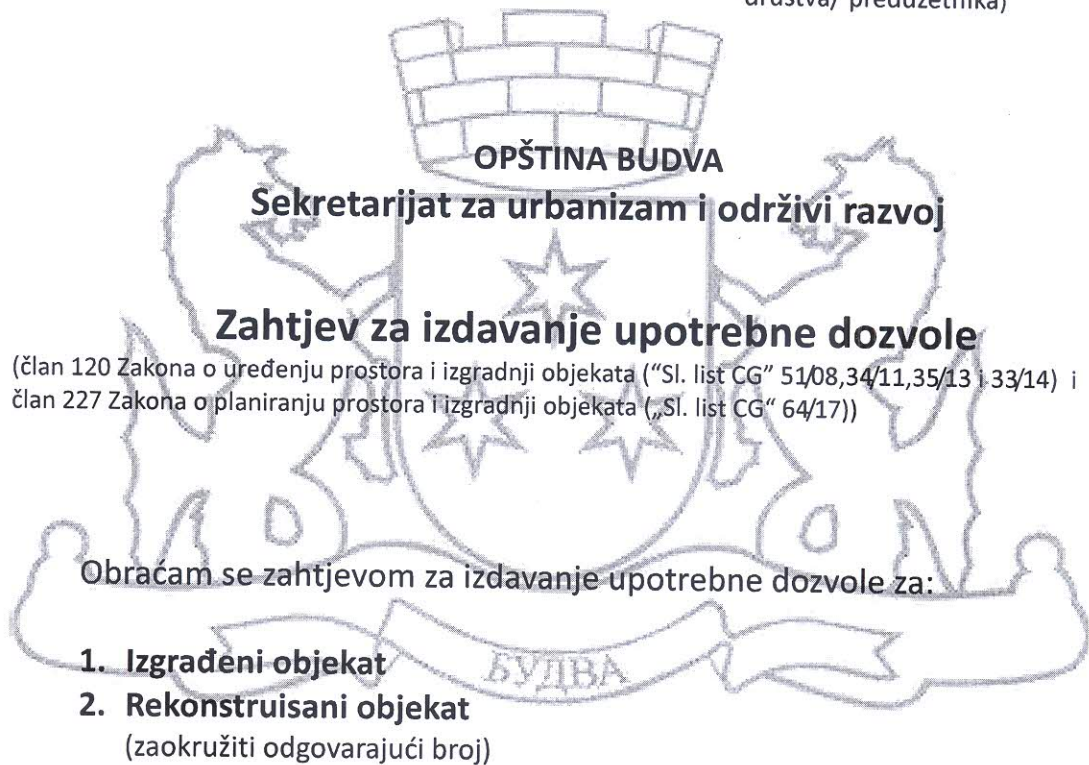 društva/ preduzetnika)
OPŠTINA BUDVA
Sekretarijat za urbanizam i održivi razvoj
Zahtjev za izdavanje upotrebne dozvole
(član 120 Zakona o uređenju prostora i izgradnji objekata (“Sl. list CG” 51/08,34/11,35/13 i 33/14) i
član 227 Zakona o planiranju prostora i izgradnji objekata („Sl. list CG“ 64/17))
Obraćam se zahtjevom za izdavanje upotrebne dozvole za:
1. Izgrađeni objekat
БУДВА
2. Rekonstruisani objekat
(zaokružiti odgovarajući broj)